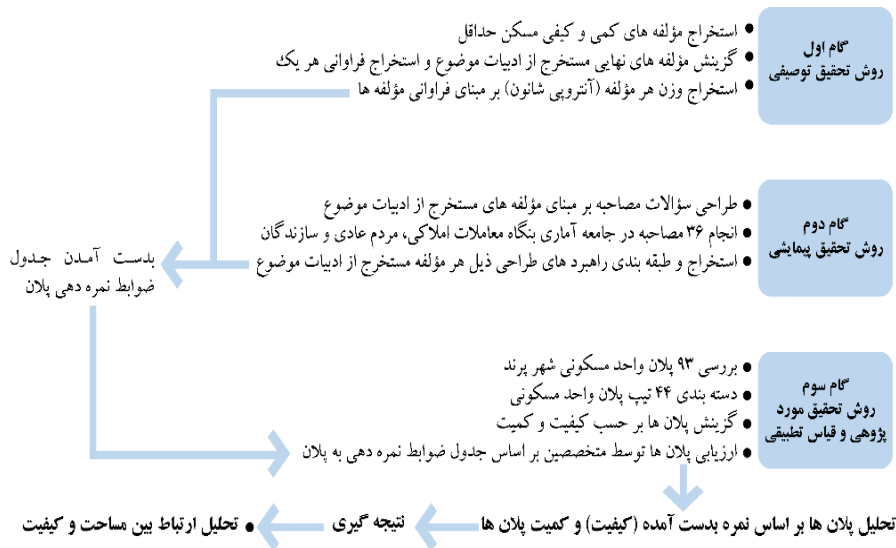 گام اول
روش تحقیق توصیفی
● استخراج مؤلفه های کمی و کیفی مسکن حداقل
● گزینش مؤلفه های نهایی مستخرج از ادبیات موضوع و استخراج فراوانی هر یک
● استخراج وزن هر مؤلفه (آنتروپی شانون) بر مبنای فراوانی مؤلفه ها
گام دوم
روش تحقیق پیمایشی
● طراحی سؤالات مصاحبه بر مبنای مؤلفه های مستخرج از ادبیات موضوع
● انجام ۳۶ مصاحبه در جامعه آماری بنگاه معاملات املاکی، مردم عادی و سازندگان
● استخراج و طبقه بندی راهبرد های طراحی ذیل هر مؤلفه مستخرج از ادبیات موضوع
بدست آمدن جدول
ضوابط نمره دهی پلان
گام سوم
روش تحقیق مورد
پژوهی و قیاس تطبیقی
● بررسی ۹۳ پلان واحد مسکونی شهر پرند
● دسته بندی ۴۴ تیپ پلان واحد مسکونی
● گزینش پلان ها بر حسب کیفیت و کمیت
● ارزیابی پلان ها توسط متخصصین بر اساس جدول ضوابط نمره دهی به پلان
تحلیل پلان ها بر اساس نمره بدست آمده (کیفیت) و کمیت پلان ها
نتیجه گیری
● تحلیل ارتباط بین مساحت و کیفیت